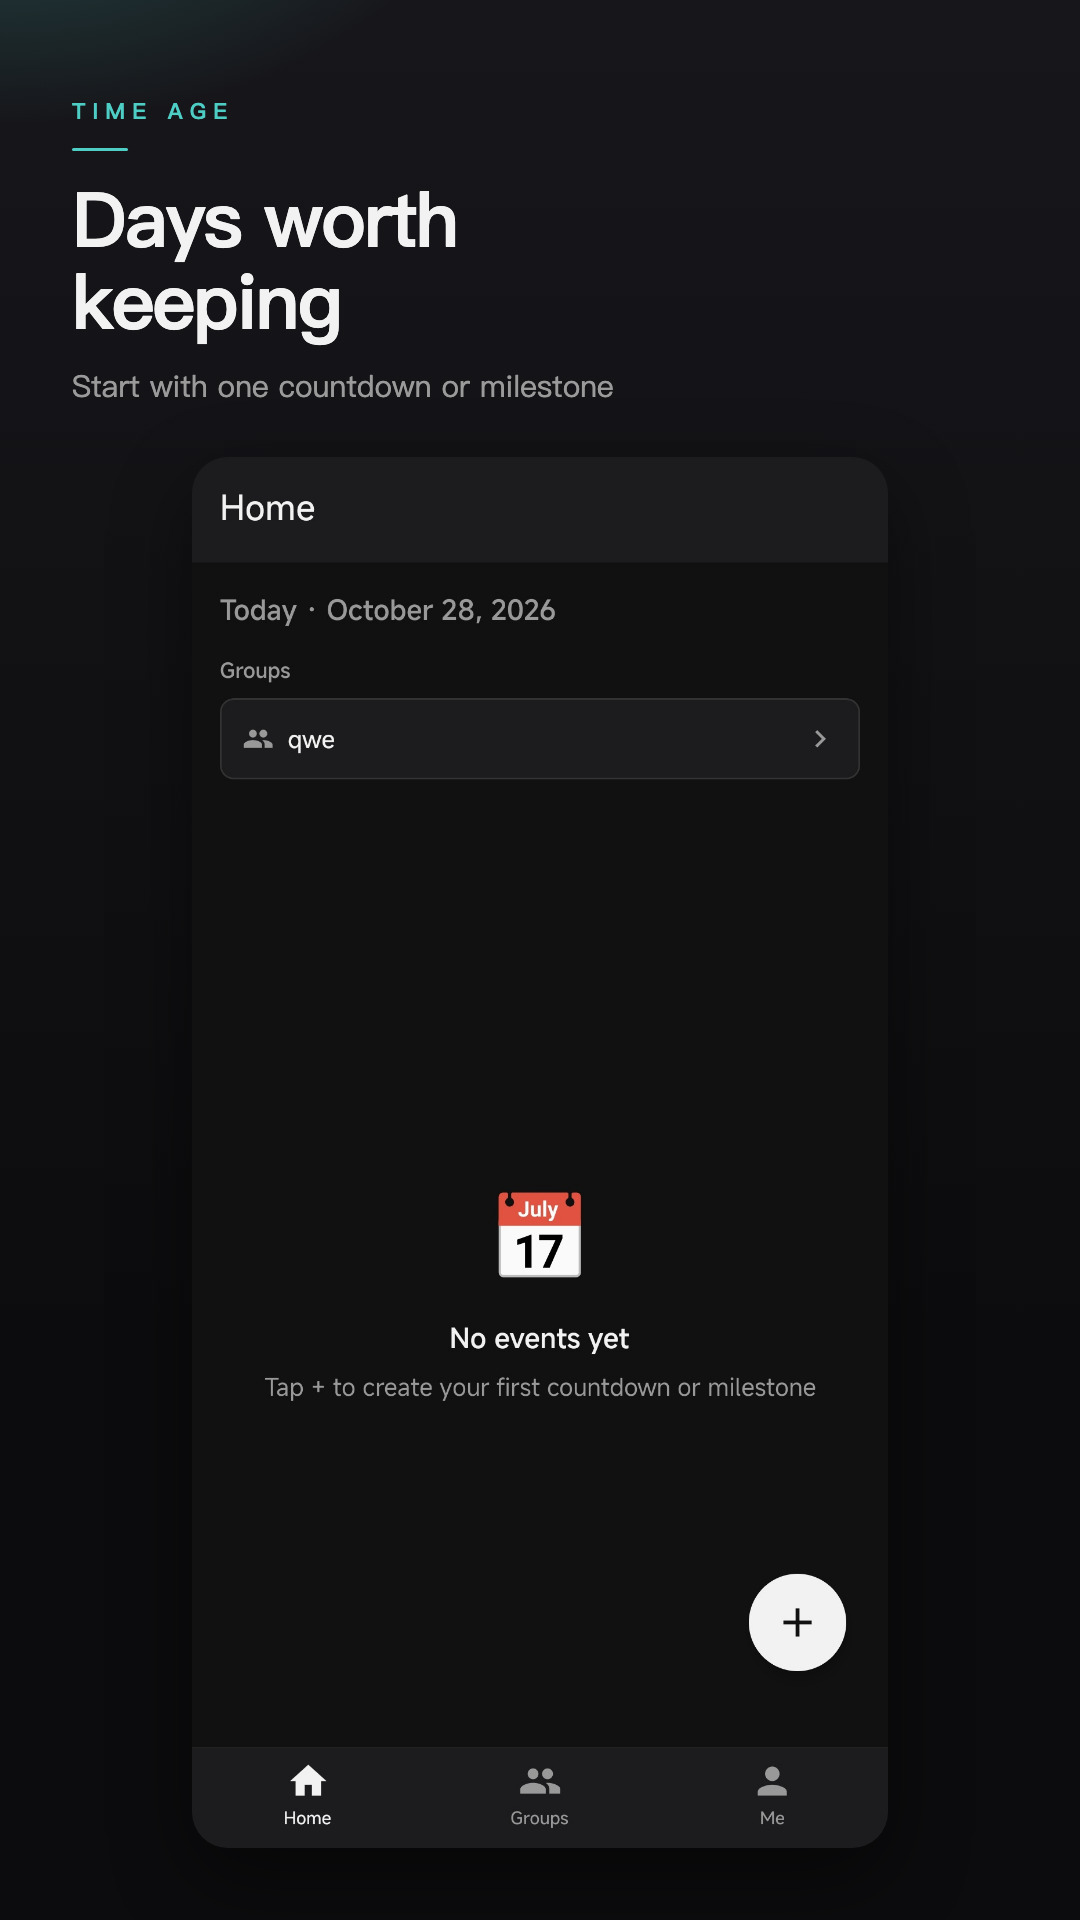 TIME AGE
Days worth
keeping
Start with one countdown or milestone
Home
Today · October 28, 2026
Groups
qwe
July
17
No events yet
Tap + to create your first countdown or milestone
Home
Groups
Me